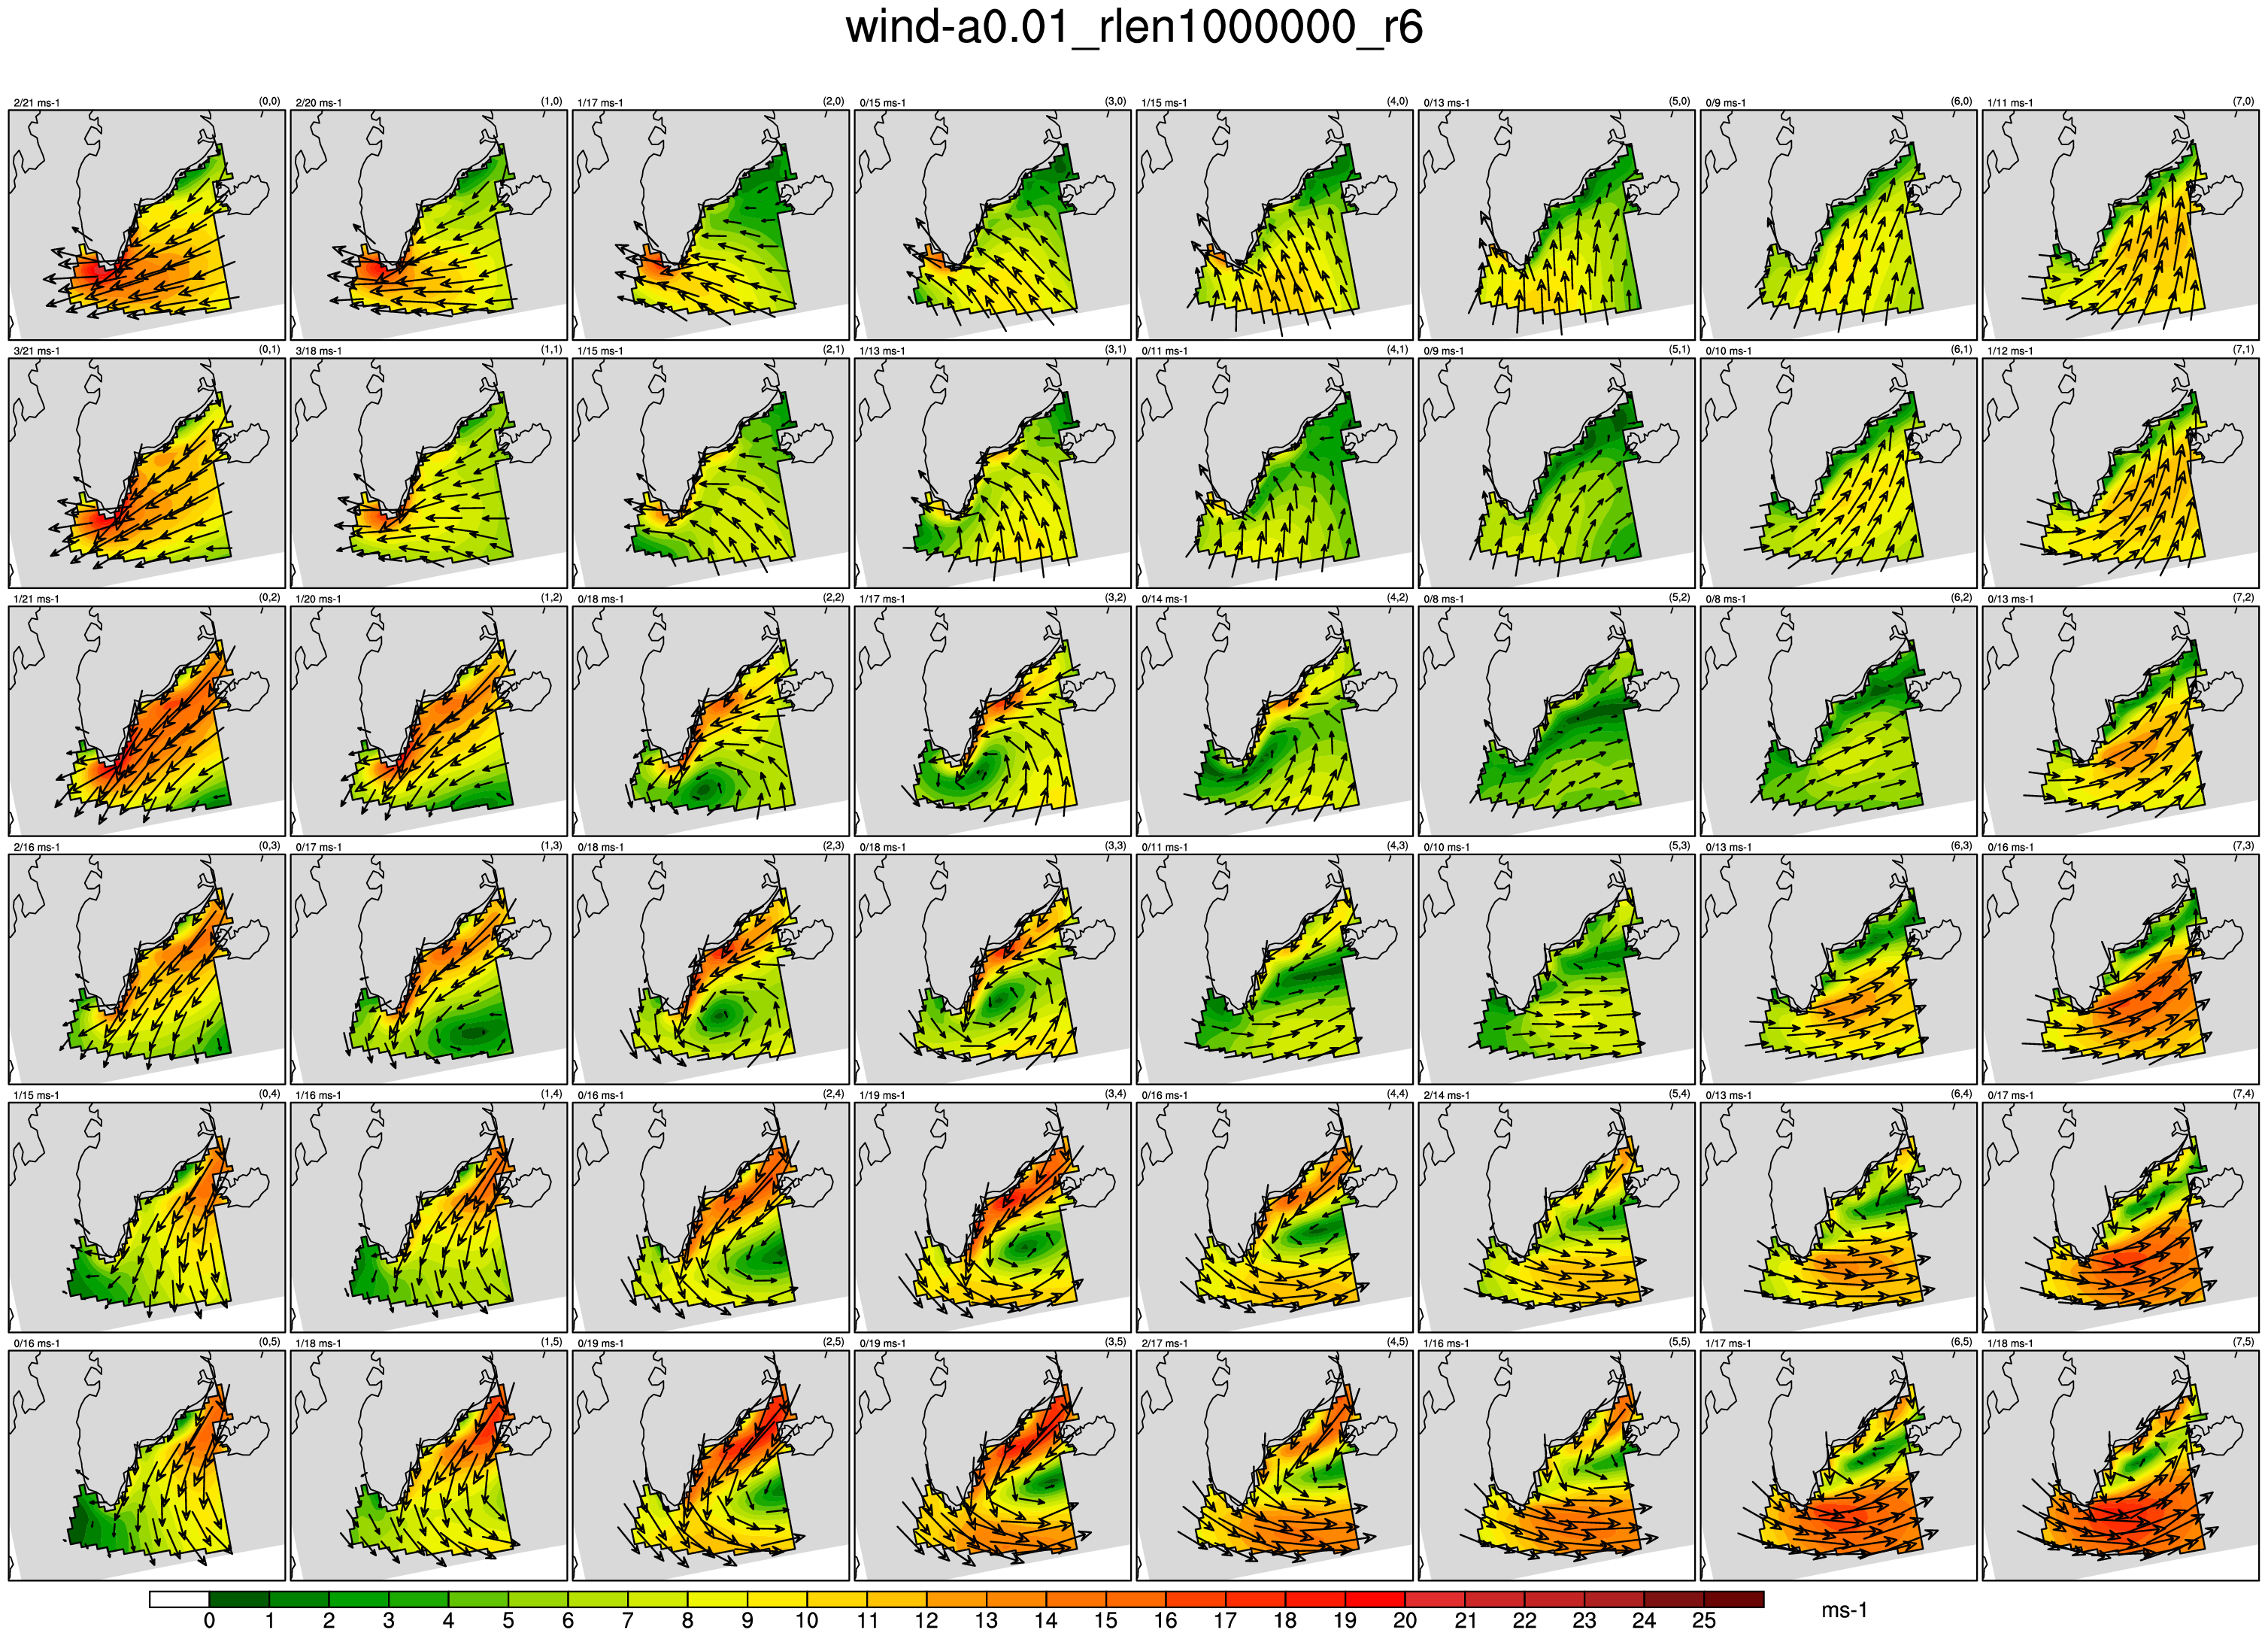 wind-a0.01_rlen1000000_r6
2/21 ms-1 (0,0) 2/20 ms-1 (1,0) 1/17 ms-1 (2,0) 0/15 ms-1 (3,0) 1/15 ms-1 (4,0) 0/13 ms-1 (5,0) 0/9 ms-1 (6,0) 1/11 ms-1 (7,0)
3/21 ms-1 (0,1) 3/18 ms-1 (1,1) 1/15 ms-1 (2,1) 1/13 ms-1 (3,1) 0/11 ms-1 (4,1) 0/9 ms-1 (5,1) 0/10 ms-1 (6,1) 1/12 ms-1 (7,1)
1/21 ms-1 (0,2) 1/20 ms-1 (1,2) 0/18 ms-1 (2,2) 1/17 ms-1 (3,2) 0/14 ms-1 (4,2) 0/8 ms-1 (5,2) 0/8 ms-1 (6,2) 0/13 ms-1 (7,2)
2/16 ms-1 (0,3) 0/17 ms-1 (1,3) 0/18 ms-1 (2,3) 0/18 ms-1 (3,3) 0/11 ms-1 (4,3) 0/10 ms-1 (5,3) 0/13 ms-1 (6,3) 0/16 ms-1 (7,3)
1/15 ms-1 (0,4) 1/16 ms-1 (1,4) 0/16 ms-1 (2,4) 1/19 ms-1 (3,4) 0/16 ms-1 (4,4) 2/14 ms-1 (5,4) 0/13 ms-1 (6,4) 0/17 ms-1 (7,4)
0/16 ms-1 (0,5) 1/18 ms-1 (1,5) 0/19 ms-1 (2,5) 0/19 ms-1 (3,5) 2/17 ms-1 (4,5) 1/16 ms-1 (5,5) 1/17 ms-1 (6,5) 1/18 ms-1 (7,5)
0 1 2 3 4 5 6 7 8 9 10 11 12 13 14 15 16 17 18 19 20 21 22 23 24 25 ms-1